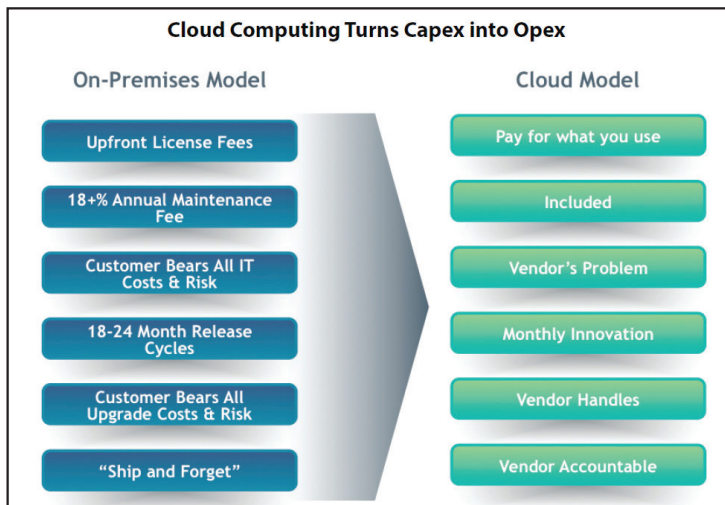 Cloud Computing Turns Capex into Opex
On-Premises Model
Cloud Model
Upfront License Fees
Pay for what you use
18+% Annual Maintenance
Fee
Included
Customer Bears All IT
Costs & Risk
Vendor's Problem
18-24 Month Release
Cycles
Monthly Innovation
Customer Bears All
Upgrade Costs & Risk
Vendor Handles
“Ship and Forget”
Vendor Accountable